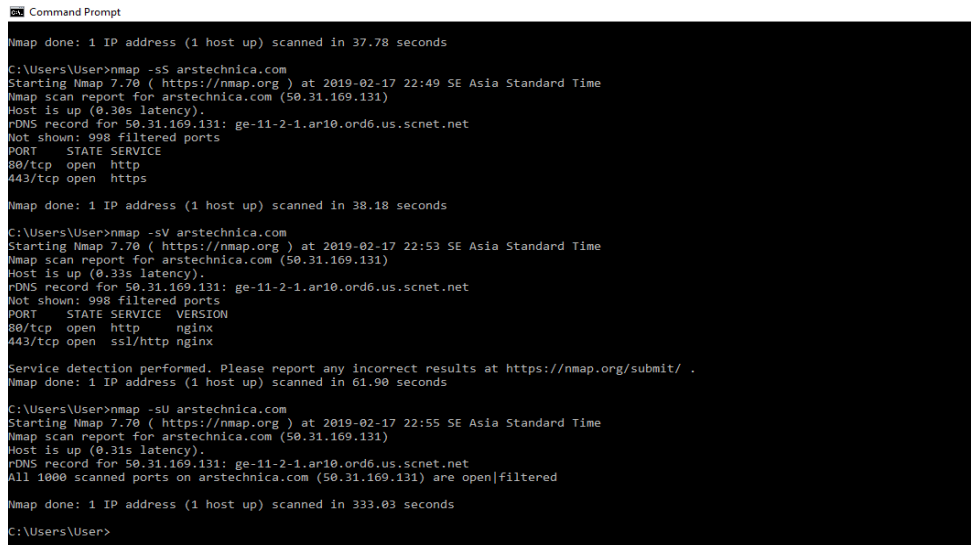 Command Prompt
Nmap done: 1 IP address (1 host up) scanned in 37.78 seconds
C:\Users\User>nmap -sS arstechnica.com
Starting Nmap 7.70 ( https://nmap.org ) at 2019-02-17 22:49 SE Asia Standard Time
Nmap scan report for arstechnica.com (50.31.169.131)
Host is up (0.30s latency).
rDNS record for 50.31.169.131: ge-11-2-1.ar10.ord6.us.scnet.net
Not shown: 998 filtered ports
PORT    STATE SERVICE
80/tcp  open  http
443/tcp open  https
Nmap done: 1 IP address (1 host up) scanned in 38.18 seconds
C:\Users\User>nmap -sV arstechnica.com
Starting Nmap 7.70 ( https://nmap.org ) at 2019-02-17 22:53 SE Asia Standard Time
Nmap scan report for arstechnica.com (50.31.169.131)
Host is up (0.33s latency).
rDNS record for 50.31.169.131: ge-11-2-1.ar10.ord6.us.scnet.net
Not shown: 998 filtered ports
PORT    STATE SERVICE  VERSION
80/tcp  open  http     nginx
443/tcp open  ssl/http nginx
Service detection performed. Please report any incorrect results at https://nmap.org/submit/ .
Nmap done: 1 IP address (1 host up) scanned in 61.90 seconds
C:\Users\User>nmap -sU arstechnica.com
Starting Nmap 7.70 ( https://nmap.org ) at 2019-02-17 22:55 SE Asia Standard Time
Nmap scan report for arstechnica.com (50.31.169.131)
Host is up (0.31s latency).
rDNS record for 50.31.169.131: ge-11-2-1.ar10.ord6.us.scnet.net
All 1000 scanned ports on arstechnica.com (50.31.169.131) are open|filtered
Nmap done: 1 IP address (1 host up) scanned in 333.03 seconds
C:\Users\User>